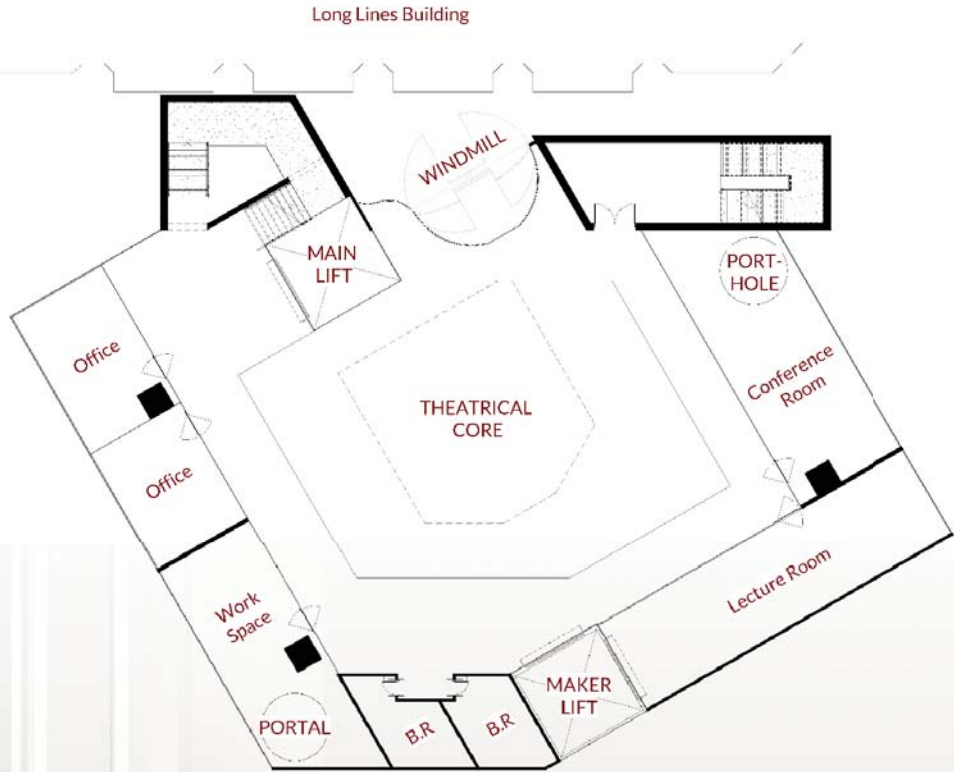 Long Lines Building
WINDMILL
MAIN
LIFT
PORT-
HOLE
Office
Conference
Room
THEATRICAL
CORE
Office
Lecture Room
Work
Space
MAKER
LIFT
PORTAL
B.R
B.R